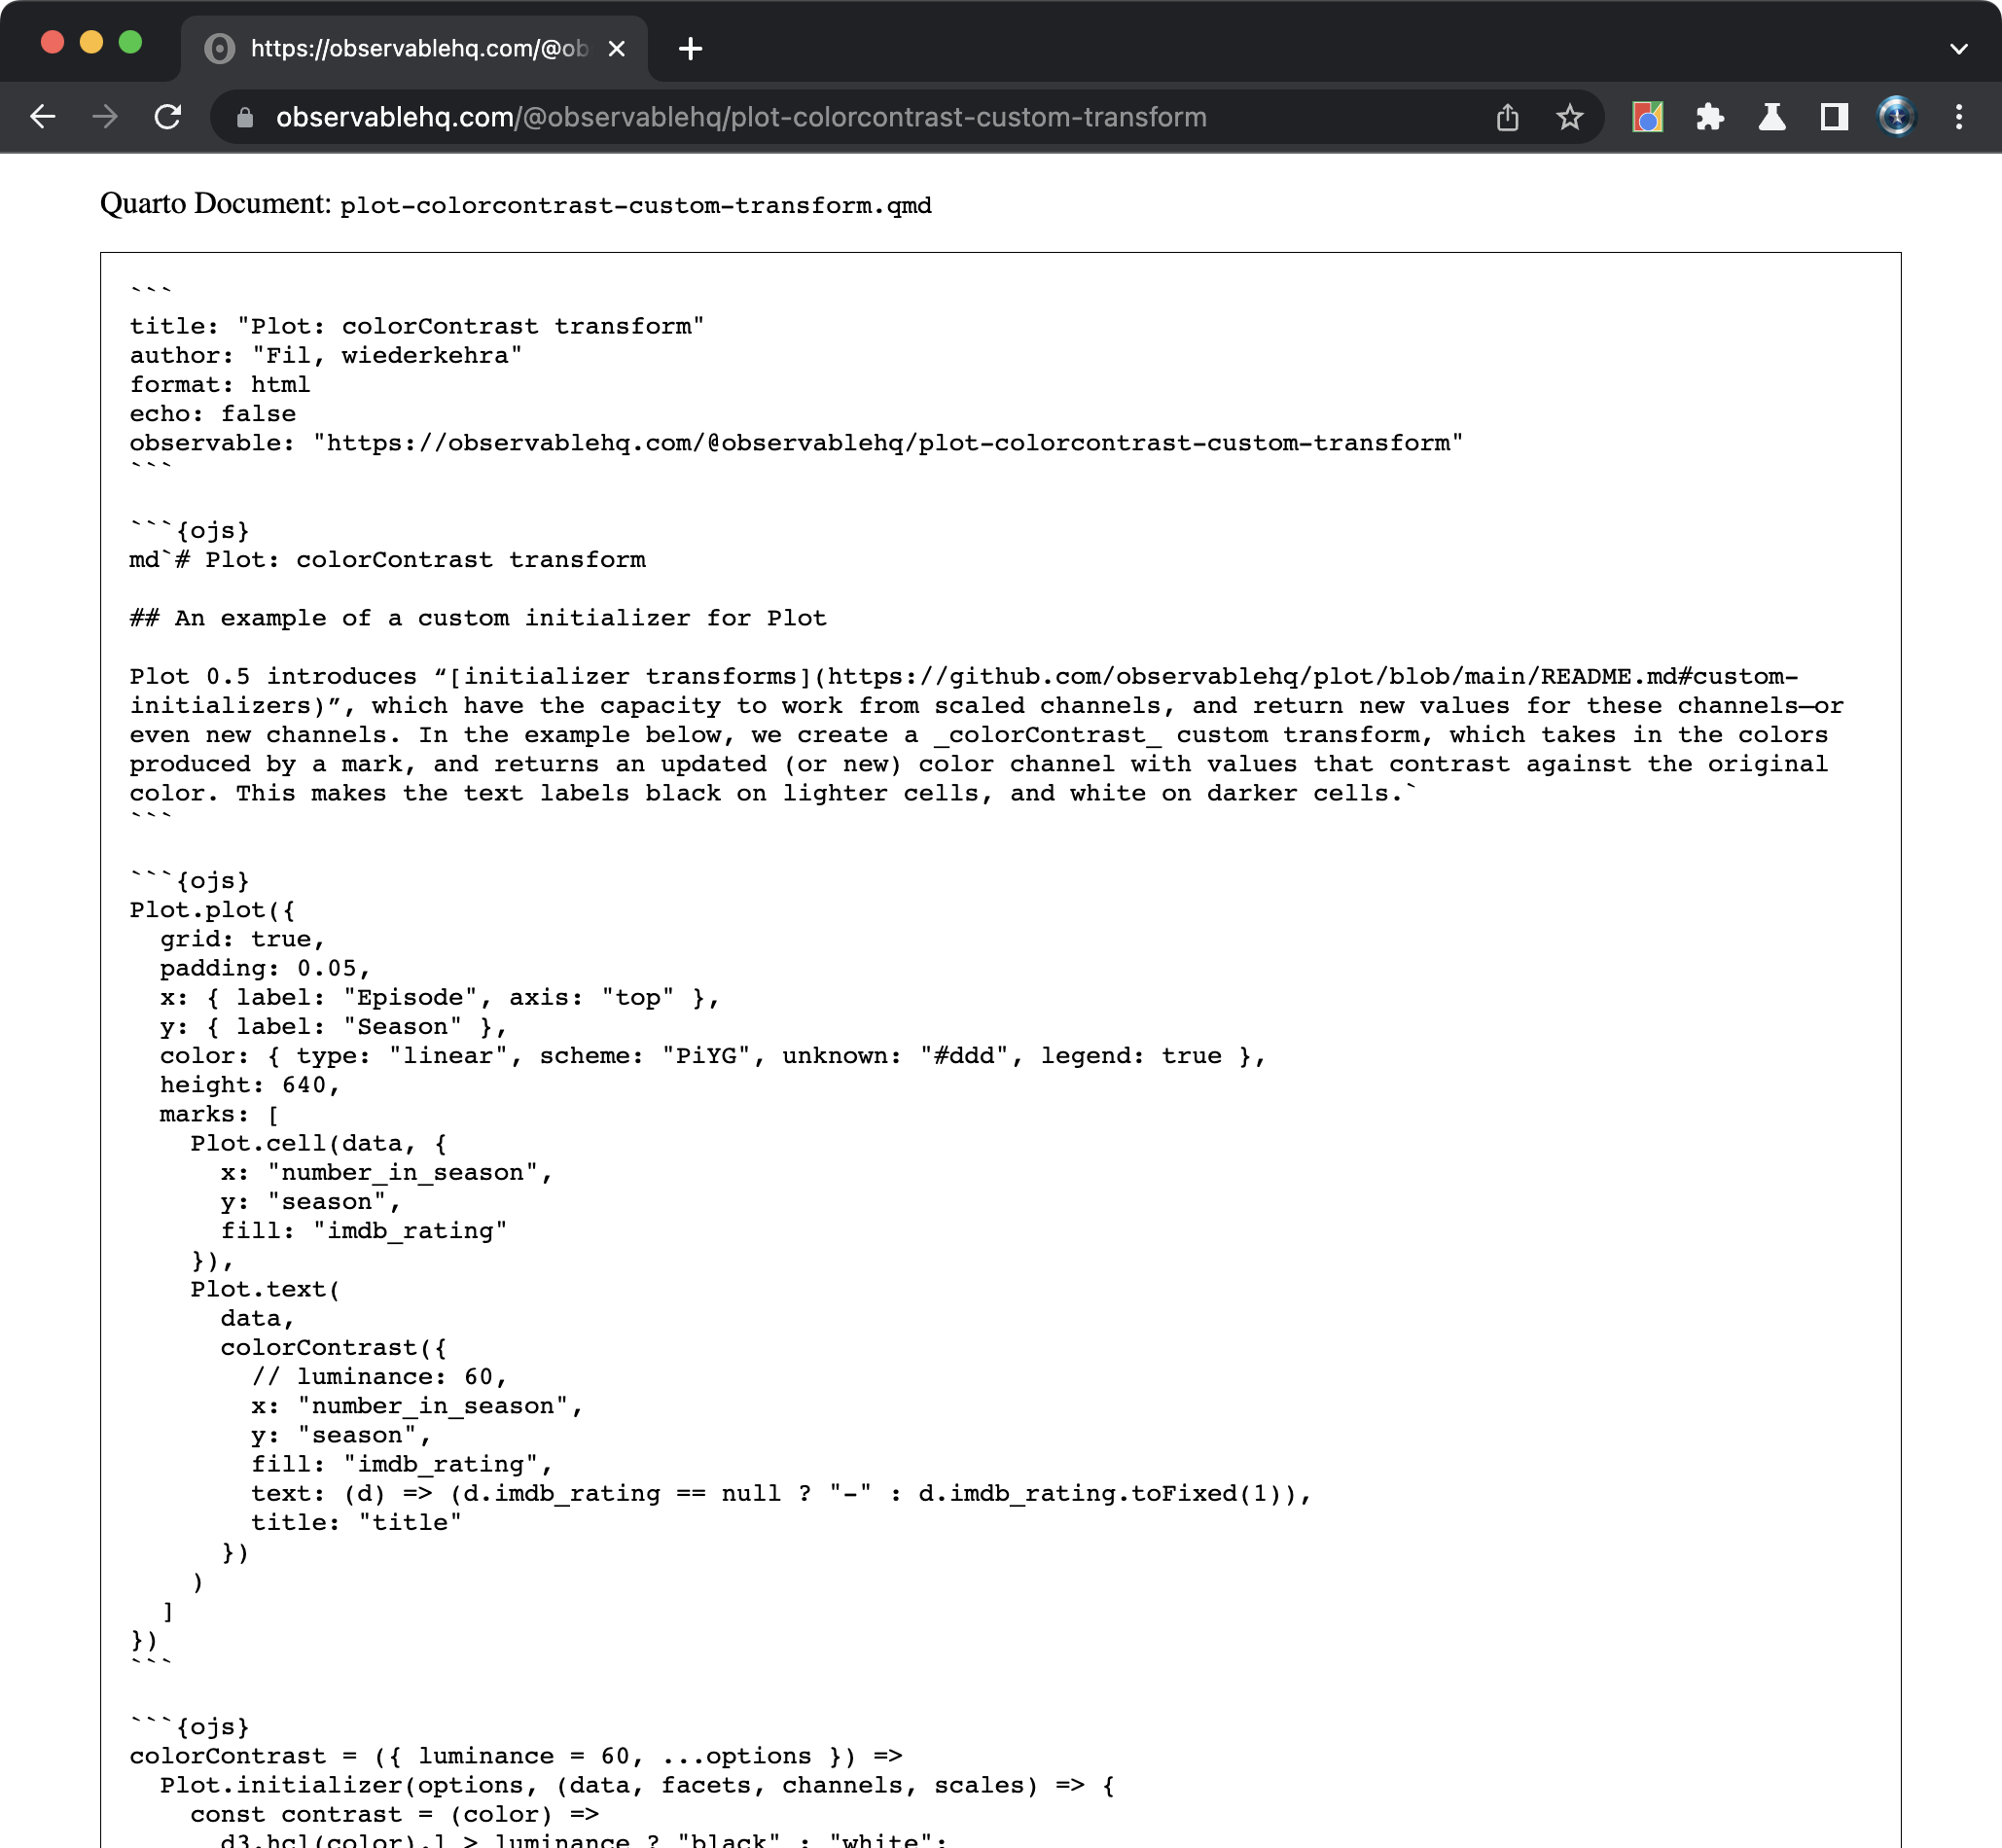 https://observablehq.com/@ob
observablehq.com/@observablehq/plot-colorcontrast-custom-transform
Quarto Document: plot-colorcontrast-custom-transform.qmd
```
title: "Plot: colorContrast transform"
author: "Fil, wiederkehra"
format: html
echo: false
observable: "https://observablehq.com/@observablehq/plot-colorcontrast-custom-transform"
```
```{ojs}
md`# Plot: colorContrast transform
## An example of a custom initializer for Plot
Plot 0.5 introduces “[initializer transforms](https://github.com/observablehq/plot/blob/main/README.md#custom-
initializers)”, which have the capacity to work from scaled channels, and return new values for these channels—or
even new channels. In the example below, we create a _colorContrast_ custom transform, which takes in the colors
produced by a mark, and returns an updated (or new) color channel with values that contrast against the original
color. This makes the text labels black on lighter cells, and white on darker cells.`
```
```{ojs}
Plot.plot({
  grid: true,
  padding: 0.05,
  x: { label: "Episode", axis: "top" },
  y: { label: "Season" },
  color: { type: "linear", scheme: "PiYG", unknown: "#ddd", legend: true },
  height: 640,
  marks: [
    Plot.cell(data, {
      x: "number_in_season",
      y: "season",
      fill: "imdb_rating"
    }),
    Plot.text(
      data,
      colorContrast({
        // luminance: 60,
        x: "number_in_season",
        y: "season",
        fill: "imdb_rating",
        text: (d) => (d.imdb_rating == null ? "-" : d.imdb_rating.toFixed(1)),
        title: "title"
      })
    )
  ]
})
```
```{ojs}
colorContrast = ({ luminance = 60, ...options }) =>
  Plot.initializer(options, (data, facets, channels, scales) => {
    const contrast = (color) =>
      d3.hcl(color).l > luminance ? "black" : "white";